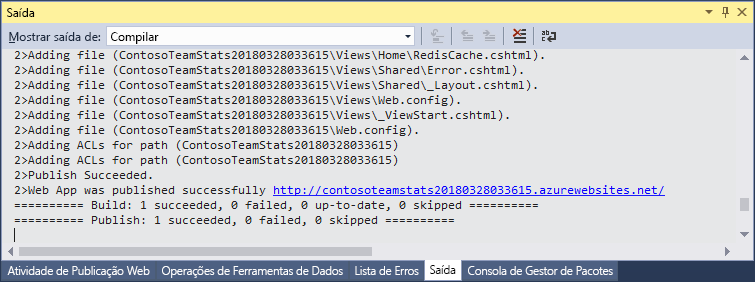 Saída
Mostrar saída de: Compilar
2>Adding file (ContosoTeamStats20180328033615\Views\Home\RedisCache.cshtml).
2>Adding file (ContosoTeamStats20180328033615\Views\Shared\Error.cshtml).
2>Adding file (ContosoTeamStats20180328033615\Views\Shared\_Layout.cshtml).
2>Adding file (ContosoTeamStats20180328033615\Views\Web.config).
2>Adding file (ContosoTeamStats20180328033615\Views\_ViewStart.cshtml).
2>Adding file (ContosoTeamStats20180328033615\Web.config).
2>Adding ACLs for path (ContosoTeamStats20180328033615)
2>Adding ACLs for path (ContosoTeamStats20180328033615)
2>Publish Succeeded.
2>Web App was published successfully http://contosoteamstats20180328033615.azurewebsites.net/
========== Build: 1 succeeded, 0 failed, 0 up-to-date, 0 skipped ==========
========== Publish: 1 succeeded, 0 failed, 0 skipped ==========
Atividade de Publicação Web Operações de Ferramentas de Dados Lista de Erros Saída Consola de Gestor de Pacotes